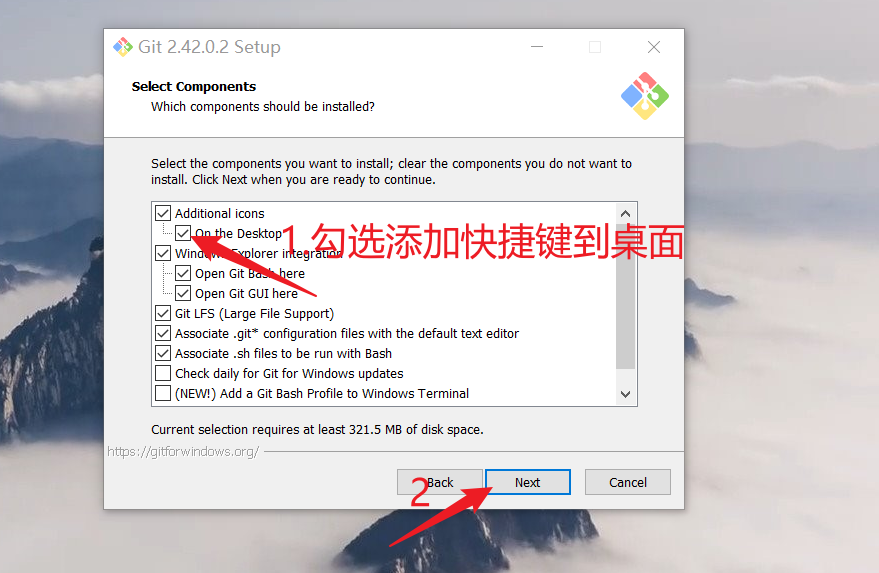 Git 2.42.0.2 Setup
Select Components
Which components should be installed?
Select the components you want to install; clear the components you do not want to
install. Click Next when you are ready to continue.
Additional icons
On the Desktop
1.勾选添加快捷键到桌面
Windows Explorer integration
Open Git Bash here
Open Git GUI here
Git LFS (Large File Support)
Associate .git* configuration files with the default text editor
Associate .sh files to be run with Bash
Check daily for Git for Windows updates
(NEW!) Add a Git Bash Profile to Windows Terminal
Current selection requires at least 321.5 MB of disk space.
https://gitforwindows.org/
Back
Next
Cancel
2